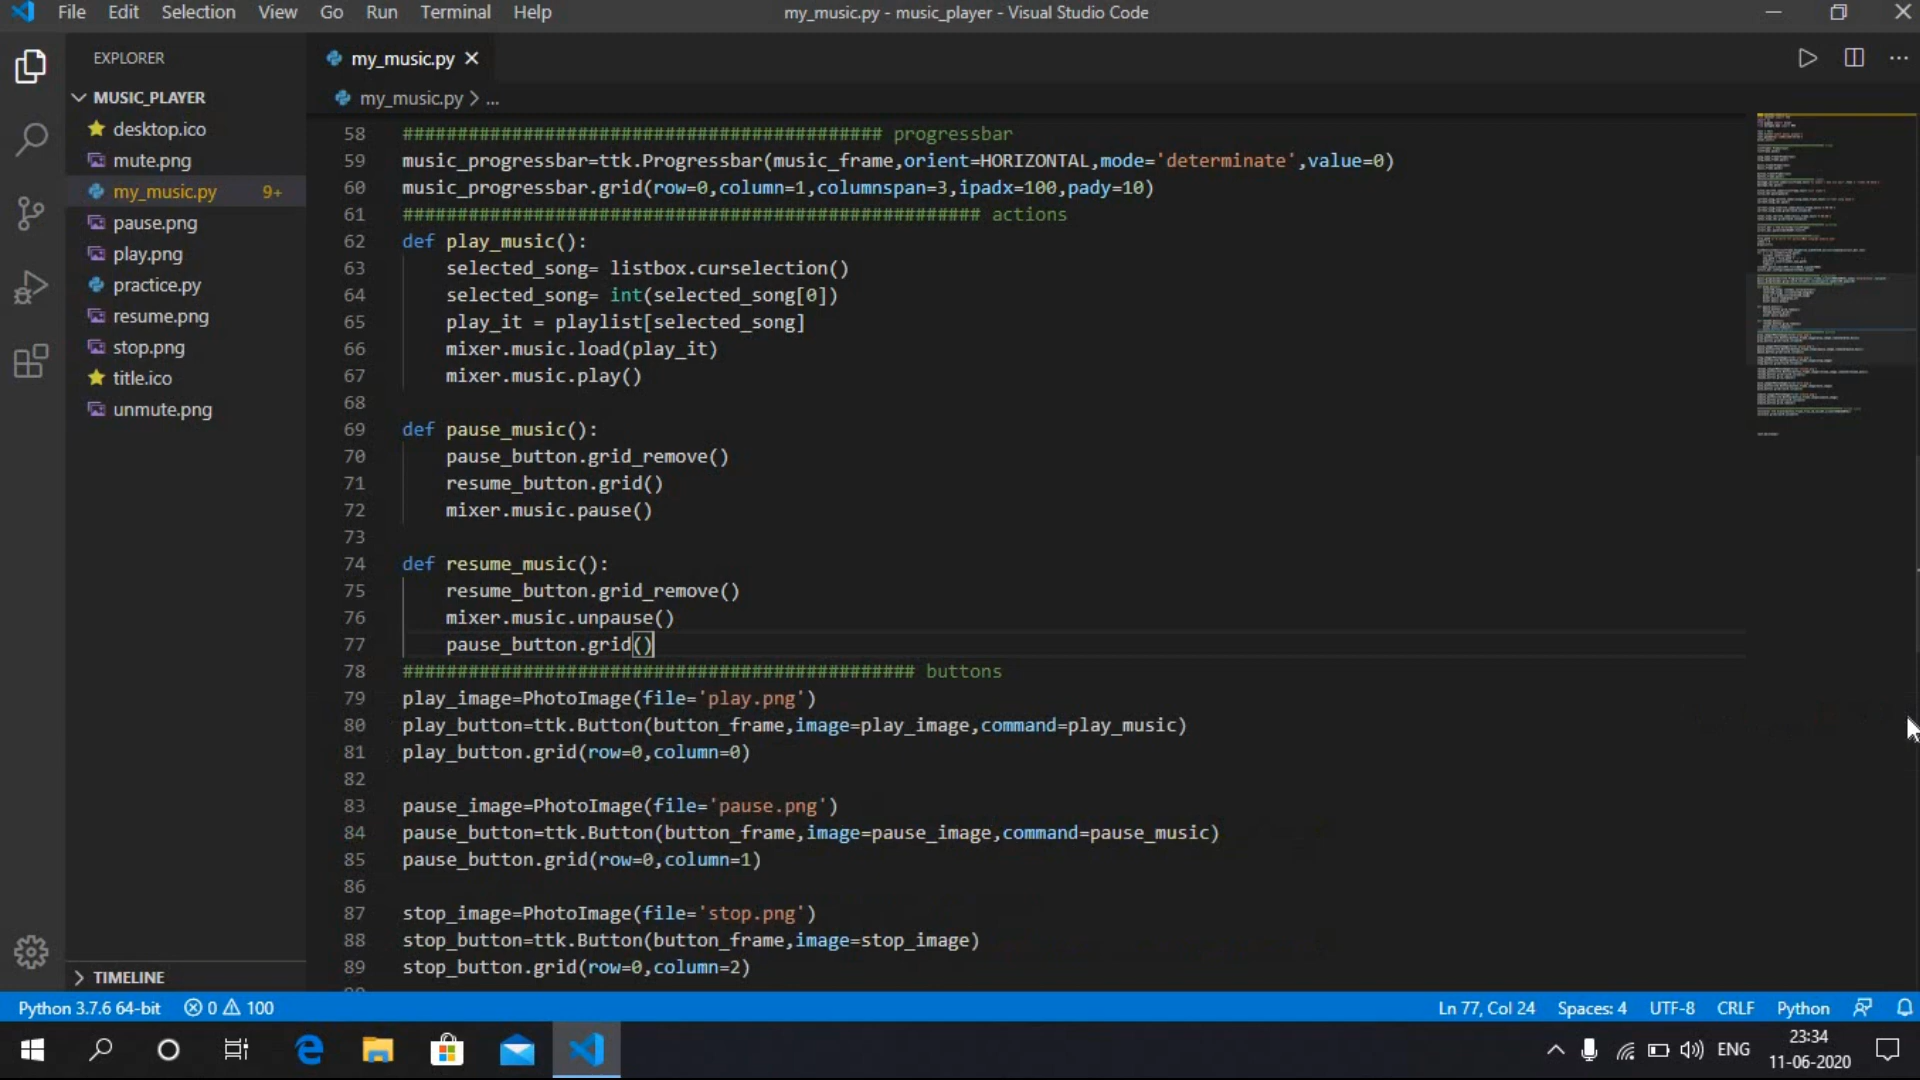 File Edit Selection View Go Run Terminal Help
my_music.py - music_player - Visual Studio Code
EXPLORER
MUSIC_PLAYER
desktop.ico
mute.png
my_music.py 9+
pause.png
play.png
practice.py
resume.png
stop.png
title.ico
unmute.png
TIMELINE
my_music.py
my_music.py > ...
58 ############################################ progressbar
59 music_progressbar=ttk.Progressbar(music_frame,orient=HORIZONTAL,mode='determinate',value=0)
60 music_progressbar.grid(row=0,column=1,columnspan=3,ipadx=100,pady=10)
61 ##################################################### actions
62 def play_music():
63 selected_song= listbox.curselection()
64 selected_song= int(selected_song[0])
65 play_it = playlist[selected_song]
66 mixer.music.load(play_it)
67 mixer.music.play()
68
69 def pause_music():
70 pause_button.grid_remove()
71 resume_button.grid()
72 mixer.music.pause()
73
74 def resume_music():
75 resume_button.grid_remove()
76 mixer.music.unpause()
77 pause_button.grid()
78 ############################################### buttons
79 play_image=PhotoImage(file='play.png')
80 play_button=ttk.Button(button_frame,image=play_image,command=play_music)
81 play_button.grid(row=0,column=0)
82
83 pause_image=PhotoImage(file='pause.png')
84 pause_button=ttk.Button(button_frame,image=pause_image,command=pause_music)
85 pause_button.grid(row=0,column=1)
86
87 stop_image=PhotoImage(file='stop.png')
88 stop_button=ttk.Button(button_frame,image=stop_image)
89 stop_button.grid(row=0,column=2)
Python 3.7.6 64-bit 0 100
Ln 77, Col 24 Spaces: 4 UTF-8 CRLF Python
ENG
23:34
11-06-2020